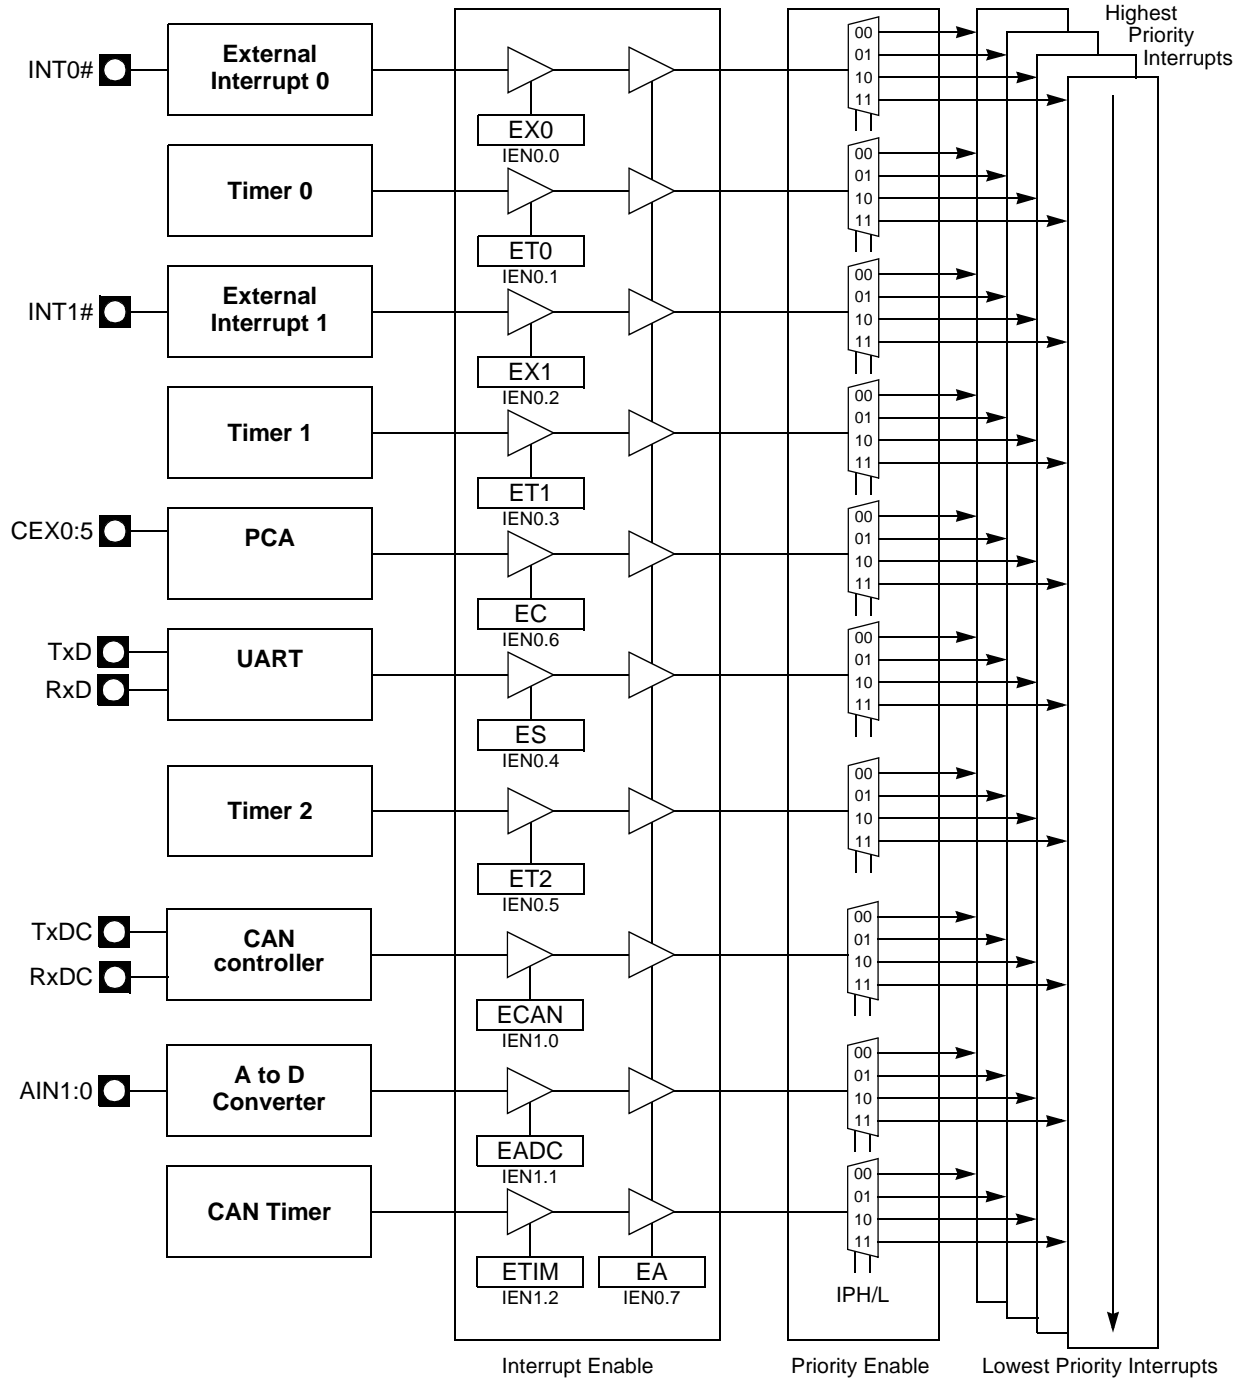 Highest
Priority
Interrupts
INT0#
External
Interrupt 0
EX0
IEN0.0
00
01
10
11
Timer 0
ET0
IEN0.1
00
01
10
11
INT1#
External
Interrupt 1
EX1
IEN0.2
00
01
10
11
Timer 1
ET1
IEN0.3
00
01
10
11
CEX0:5
PCA
EC
IEN0.6
00
01
10
11
TxD
RxD
UART
ES
IEN0.4
00
01
10
11
Timer 2
ET2
IEN0.5
00
01
10
11
TxDC
RxDC
CAN
controller
ECAN
IEN1.0
00
01
10
11
AIN1:0
A to D
Converter
EADC
IEN1.1
00
01
10
11
CAN Timer
ETIM
IEN1.2
EA
IEN0.7
00
01
10
11
IPH/L
Interrupt Enable
Priority Enable
Lowest Priority Interrupts